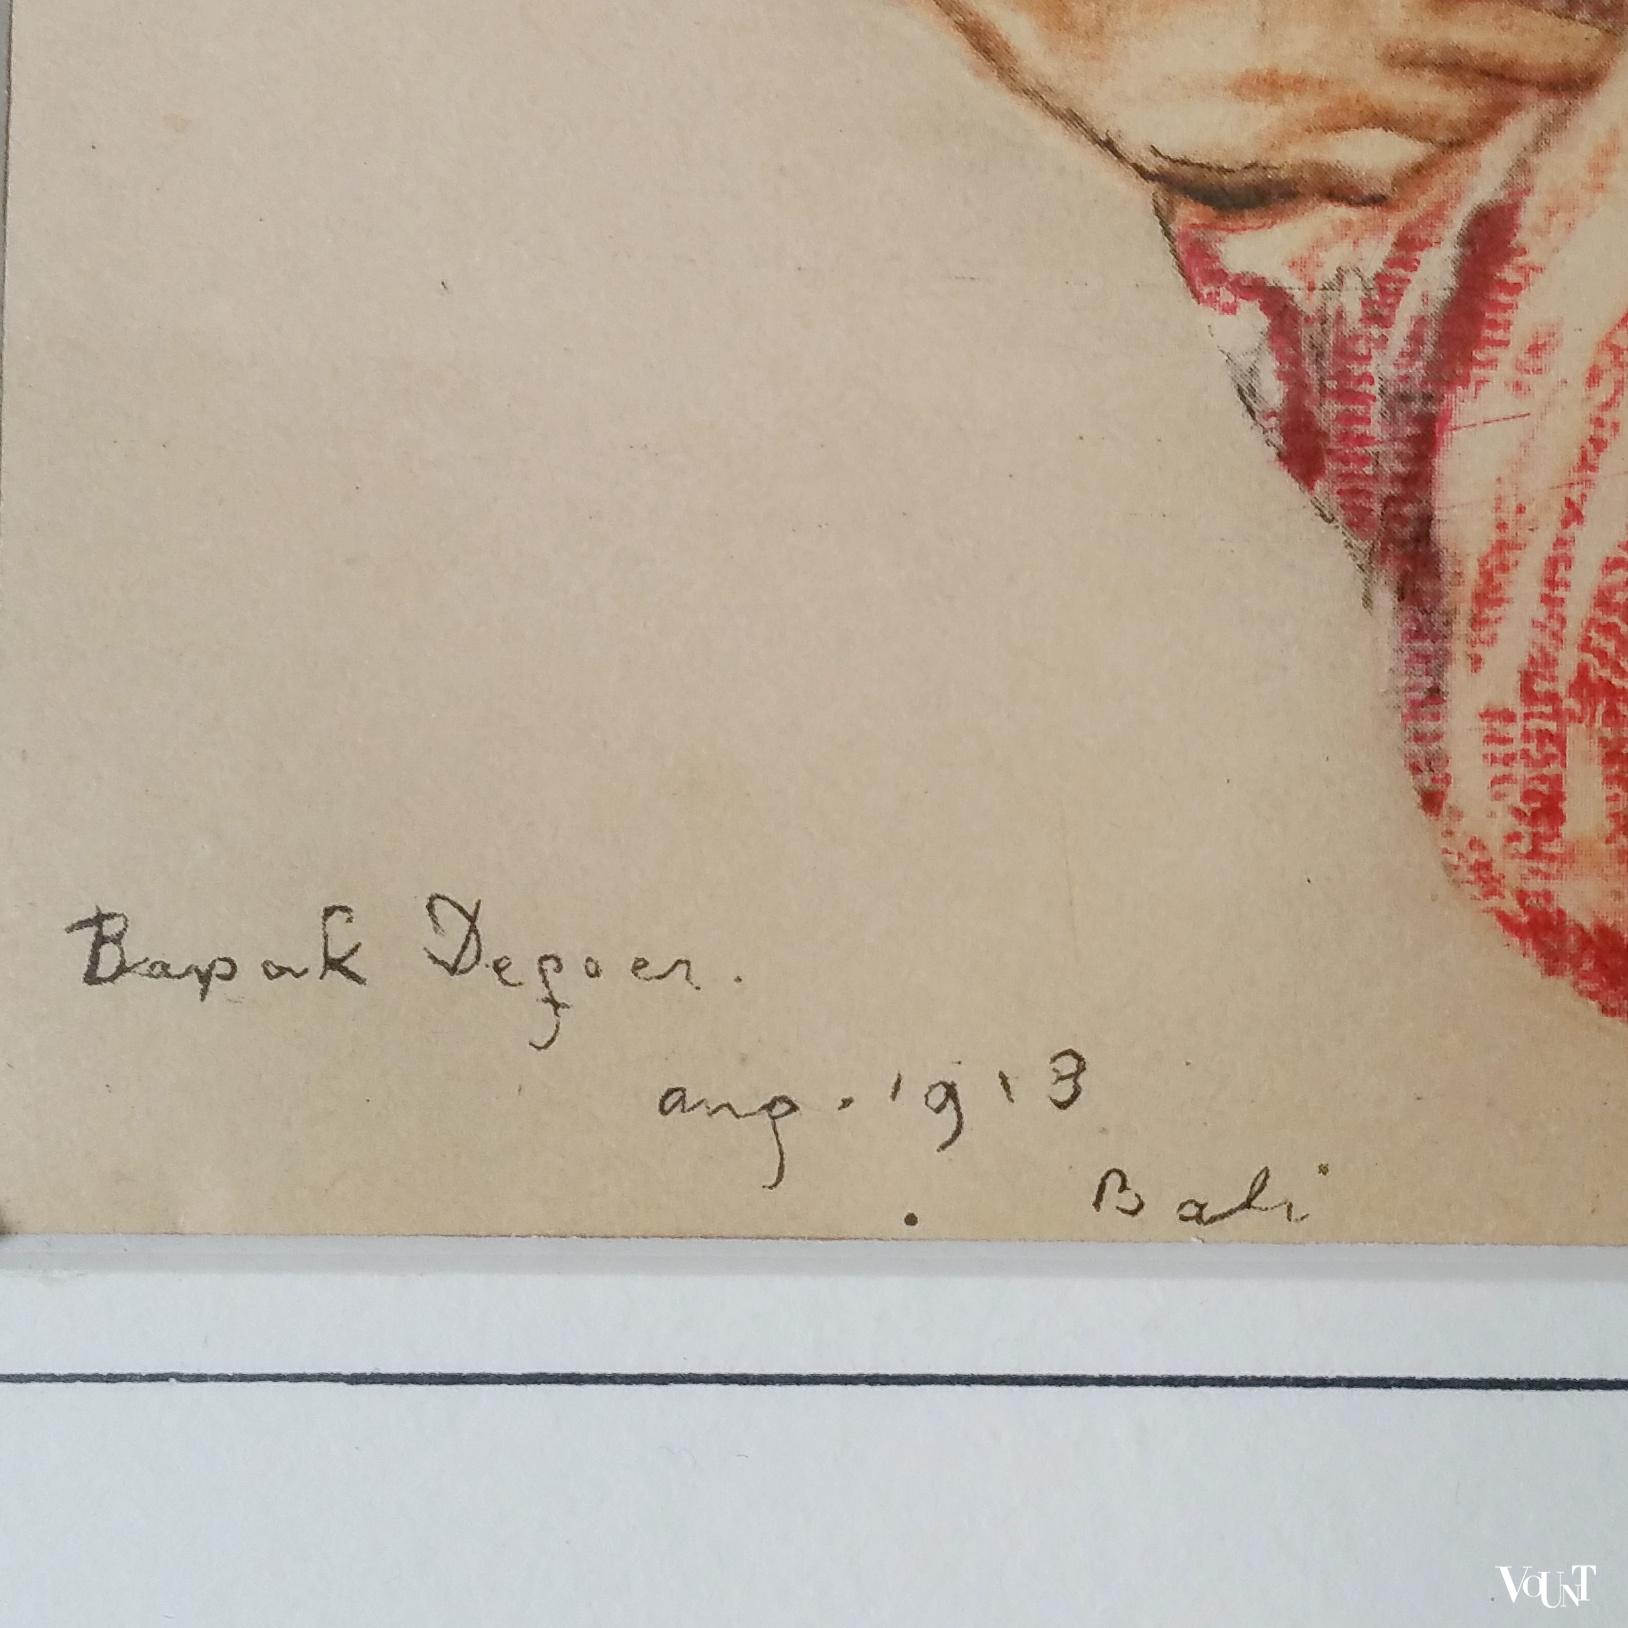 Bapak Degoer.
aug. 1913
Bali
VOUNT